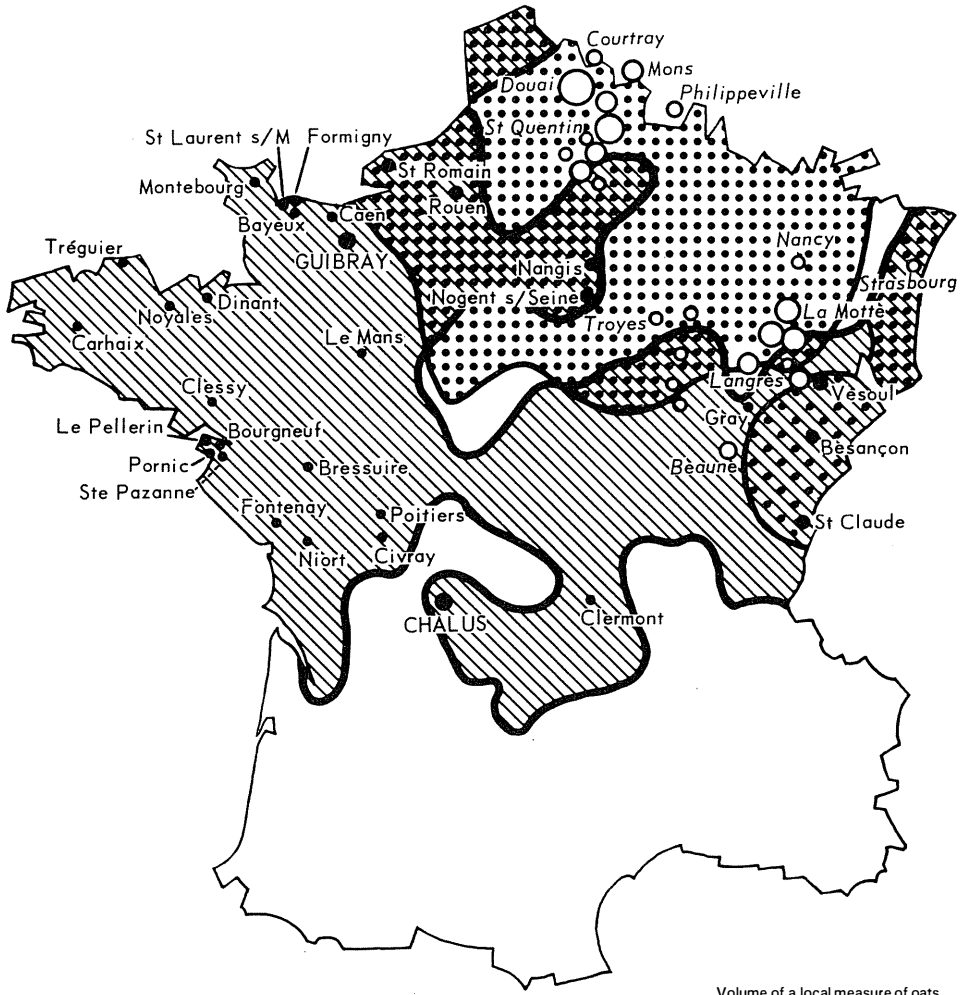 Courtray
Mons
Douai
Philippeville
St Quentin
St Laurent s/M
Formigny
St Romain
Montebourg
Rouen
Bayeux
Caen
Nancy
Tréguier
GUIBRAY
Nangis
Strasbourg
Dinant
Nogent s/Seine
Noyales
La Motte
Troyes
Carhaix
Le Mans
Langres
Clessy
Vesoul
Gray
Le Pellerin
Bourgneuf
Besançon
Beaune
Pornic
Bressuire
Ste Pazanne
Fontenay
Poitiers
St Claude
Niort
Civray
CHALUS
Clermont
Volume of a local measure of oats